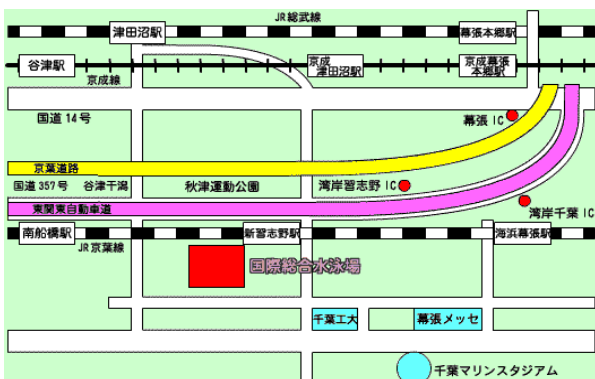 JR総武線
津田沼駅
幕張本郷駅
谷津駅
京成
津田沼駅
京成幕張
本郷駅
京成線
国道14号
幕張IC
京葉道路
国道357号
谷津干潟
秋津運動公園
湾岸習志野IC
東関東自動車道
湾岸千葉IC
南船橋駅
新習志野駅
海浜幕張駅
JR京葉線
国際総合水泳場
千葉工大
幕張メッセ
千葉マリンスタジアム